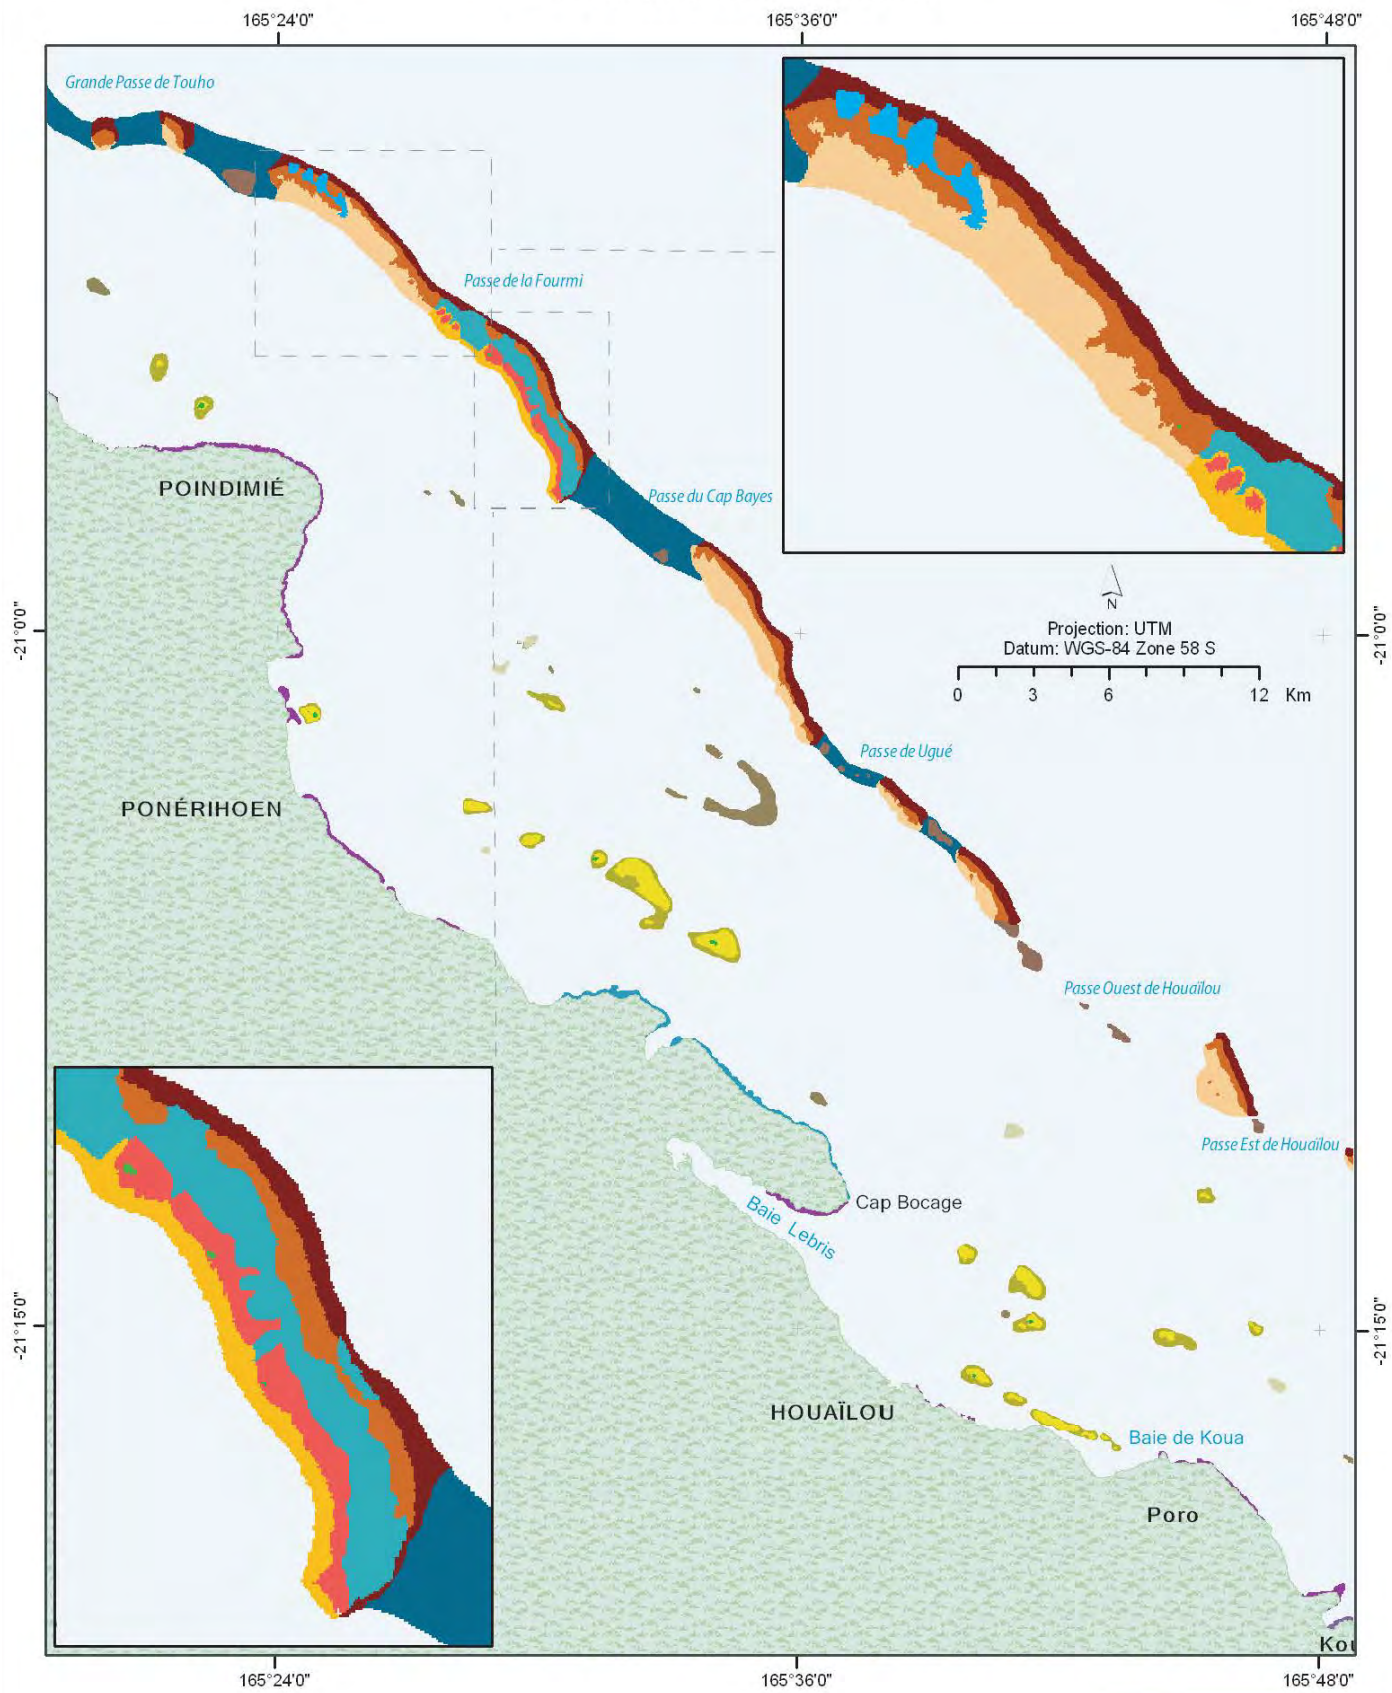 165°24'0"
165°36'0"
165°48'0"
Grande Passe de Touho
Passe de la Fourmi
POINDIMIÉ
Passe du Cap Bayes
N
-21°0'0"
Projection: UTM
Datum: WGS-84 Zone 58 S
-21°0'0"
0 3 6 12 Km
Passe de Ugué
PONÉRIHOEN
Passe Ouest de Houaïlou
Passe Est de Houaïlou
Cap Bocage
Baie Lebris
-21°15'0"
-21°15'0"
HOUAÏLOU
Baie de Koua
Poro
Kou
165°24'0"
165°36'0"
165°48'0"